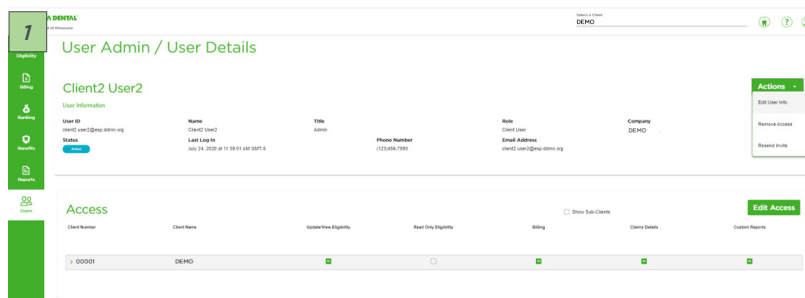 1
A DENTAL
of Minnesota
Select a Client
DEMO
Eligibility
Billing
Banking
Benefits
Reports
Users
User Admin / User Details
Client2 User2
User Information
Actions
Edit User Info
Remove Access
Resend Invite
User ID
Name
Title
Role
Company
client2.user2@esp.ddmn.org
Client2 User2
Admin
Client User
DEMO
Status
Last Log In
Phone Number
Email Address
Active
July 24, 2020 at 11:39:01 AM GMT-5
(123)456-7890
client2.user2@esp.ddmn.org
Access
Show Sub-Clients
Edit Access
Client Number
Client Name
Update/View Eligibility
Read Only Eligibility
Billing
Claims Details
Custom Reports
> 00001
DEMO